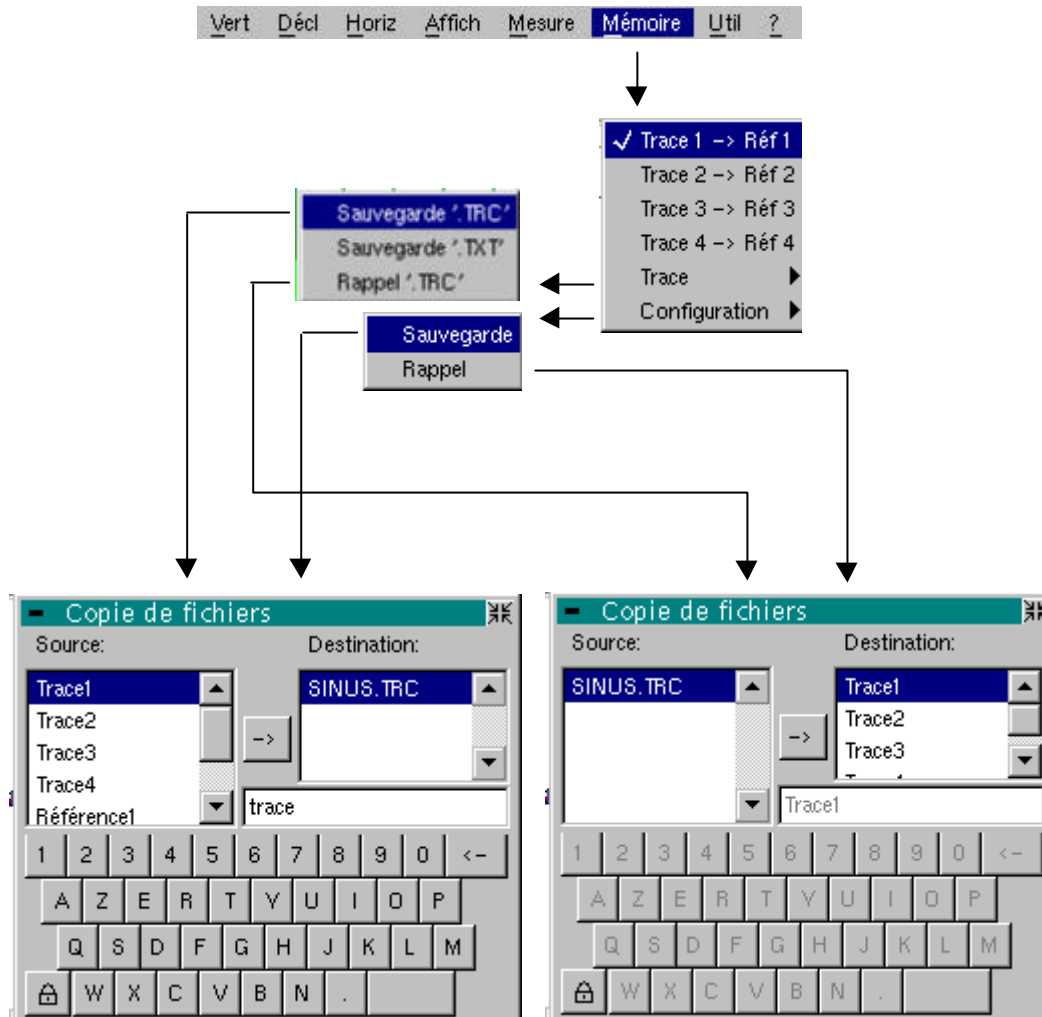 Vert Décl Horiz Affich Mesure Mémoire Util ?
Trace 1 -> Réf 1
Trace 2 -> Réf 2
Trace 3 -> Réf 3
Trace 4 -> Réf 4
Trace
Configuration
Sauvegarde '.TRC'
Sauvegarde '.TXT'
Rappel '.TRC'
Sauvegarde
Rappel
Copie de fichiers
Source: Destination:
Trace1
Trace2
Trace3
Trace4
Référence1
->
SINUS.TRC
trace
1 2 3 4 5 6 7 8 9 0 <-
A Z E R T Y U I O P
Q S D F G H J K L M
W X C V B N .
Copie de fichiers
Source: Destination:
SINUS.TRC
->
Trace1
Trace2
Trace3
Trace1
1 2 3 4 5 6 7 8 9 0 <-
A Z E R T Y U I O P
Q S D F G H J K L M
W X C V B N .